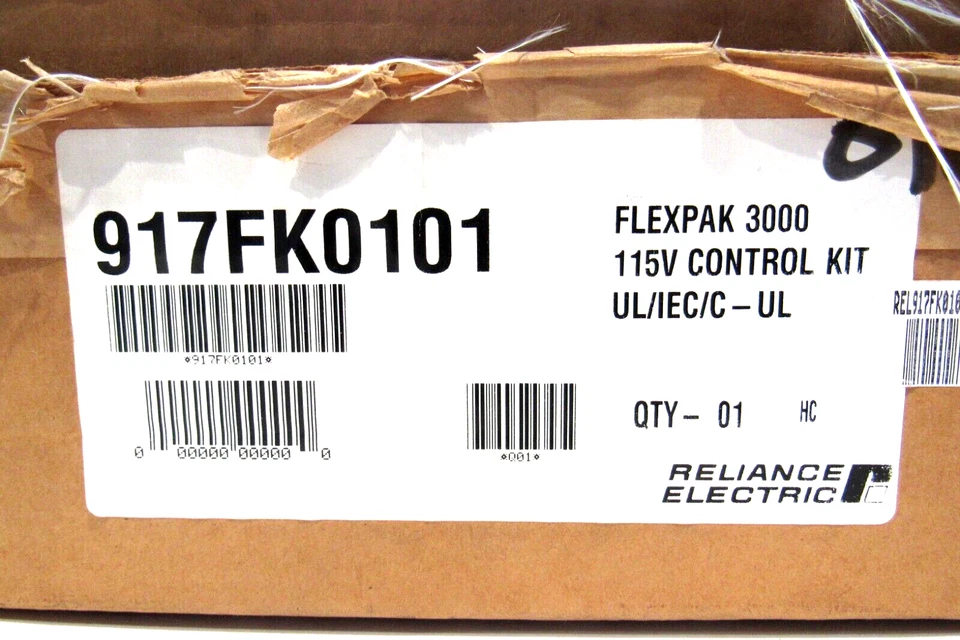 917FK0101
*917FK0101*
0 00000 00000 0
*001*
FLEXPAK 3000
115V CONTROL KIT
UL/IEC/C – UL
QTY – 01 HC
RELIANCE
ELECTRIC